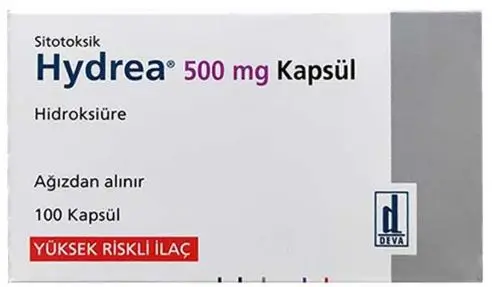 Sitotoksik
Hydrea® 500 mg Kapsül
Hidroksiüre
Ağızdan alınır
100 Kapsül
YÜKSEK RİSKLİ İLAÇ
d
DEVA